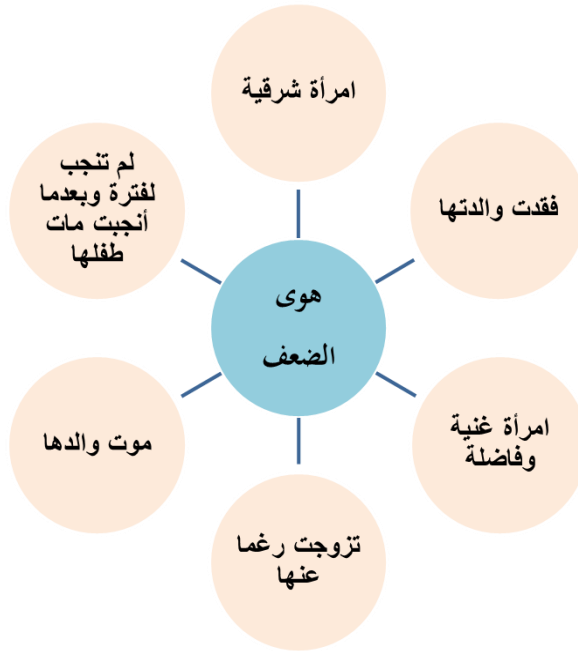 امرأة شرقية
فقدت والدتها
امرأة غنية
وفاضلة
تزوجت رغما
عنها
موت والدها
لم تنجب
لفترة وبعدما
أنجبت مات
طفلها
هوى
الضعف